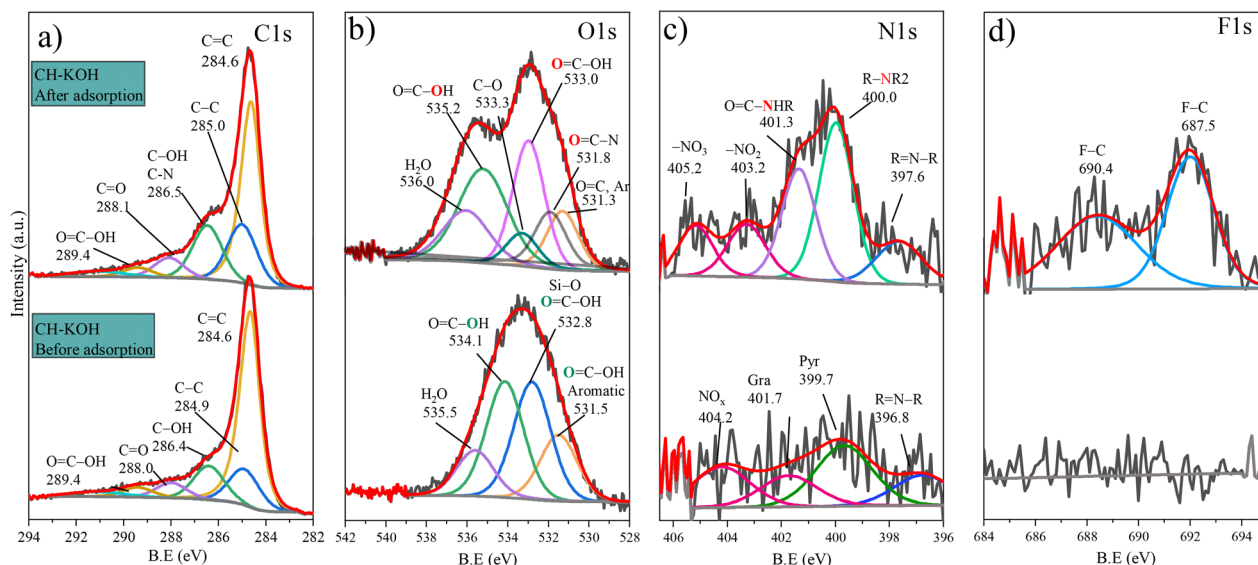 a)
C1s
CH-KOH
After adsorption
C=C
284.6
C–C
285.0
C–OH
C–N
286.5
C=O
288.1
O=C–OH
289.4
CH-KOH
Before adsorption
C=C
284.6
C–C
284.9
C–OH
286.4
C=O
288.0
O=C–OH
289.4
Intensity (a.u.)
294 292 290 288 286 284 282
B.E (eV)
b)
O1s
O=C–OH
533.0
C–O
533.3
O=C–OH
535.2
O=C–N
531.8
H2O
536.0
O=C, Ar
531.3
Si–O
O=C–OH
532.8
O=C–OH
534.1
O=C–OH
Aromatic
531.5
H2O
535.5
542 540 538 536 534 532 530 528
B.E (eV)
c)
N1s
R–NR2
400.0
O=C–NHR
401.3
–NO3
405.2
–NO2
403.2
R=N–R
397.6
Pyr
399.7
Gra
401.7
NOx
404.2
R=N–R
396.8
406 404 402 400 398 396
B.E (eV)
d)
F1s
F–C
687.5
F–C
690.4
684 686 688 690 692 694
B.E (eV)